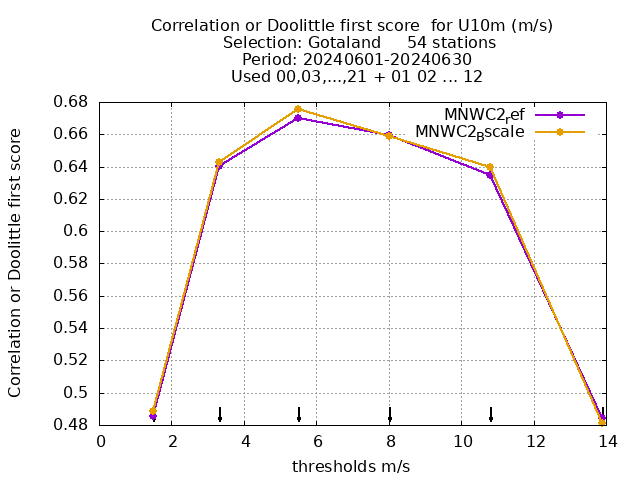 Correlation or Doolittle first score  for U10m (m/s)
Selection: Gotaland     54 stations
Period: 20240601-20240630
Used 00,03,...,21 + 01 02 ... 12
MNWC2ref
MNWC2Bscale
Correlation or Doolittle first score
0.68
0.66
0.64
0.62
0.6
0.58
0.56
0.54
0.52
0.5
0.48
0 2 4 6 8 10 12 14
thresholds m/s